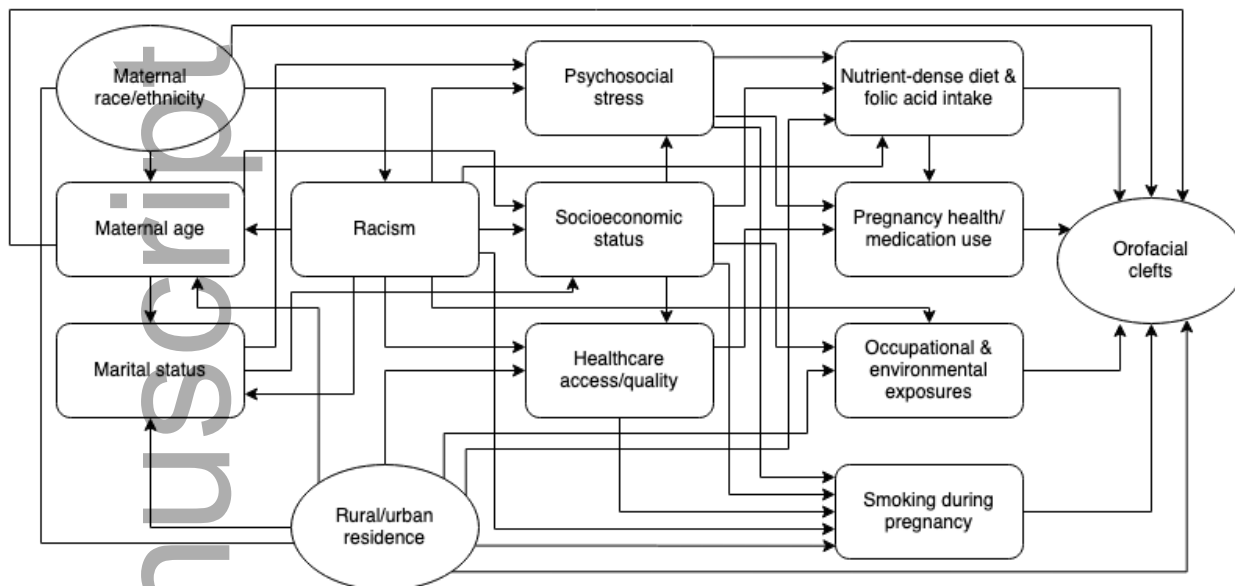 Maternal
race/ethnicity
Psychosocial
stress
Nutrient-dense diet &
folic acid intake
Maternal age
Racism
Socioeconomic
status
Pregnancy health/
medication use
Orofacial
clefts
Marital status
Healthcare
access/quality
Occupational &
environmental
exposures
Rural/urban
residence
Smoking during
pregnancy
nuscript